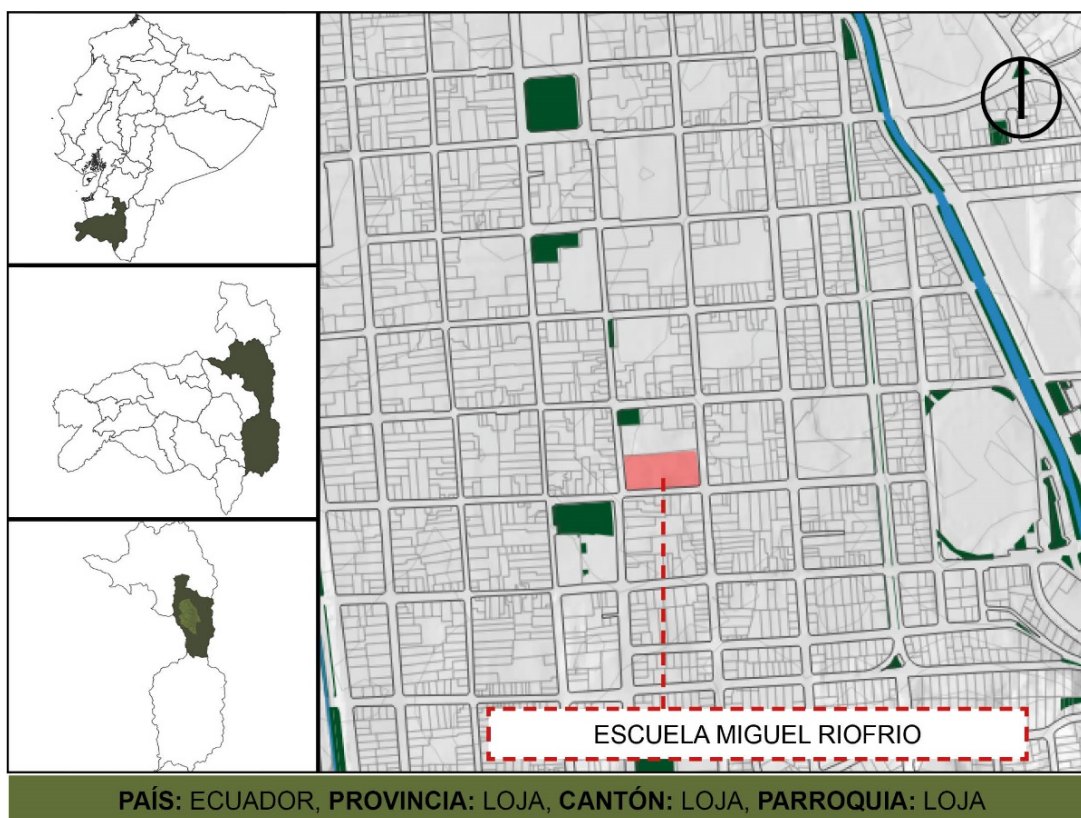 ESCUELA MIGUEL RIOFRIO
PAÍS: ECUADOR, PROVINCIA: LOJA, CANTÓN: LOJA, PARROQUIA: LOJA